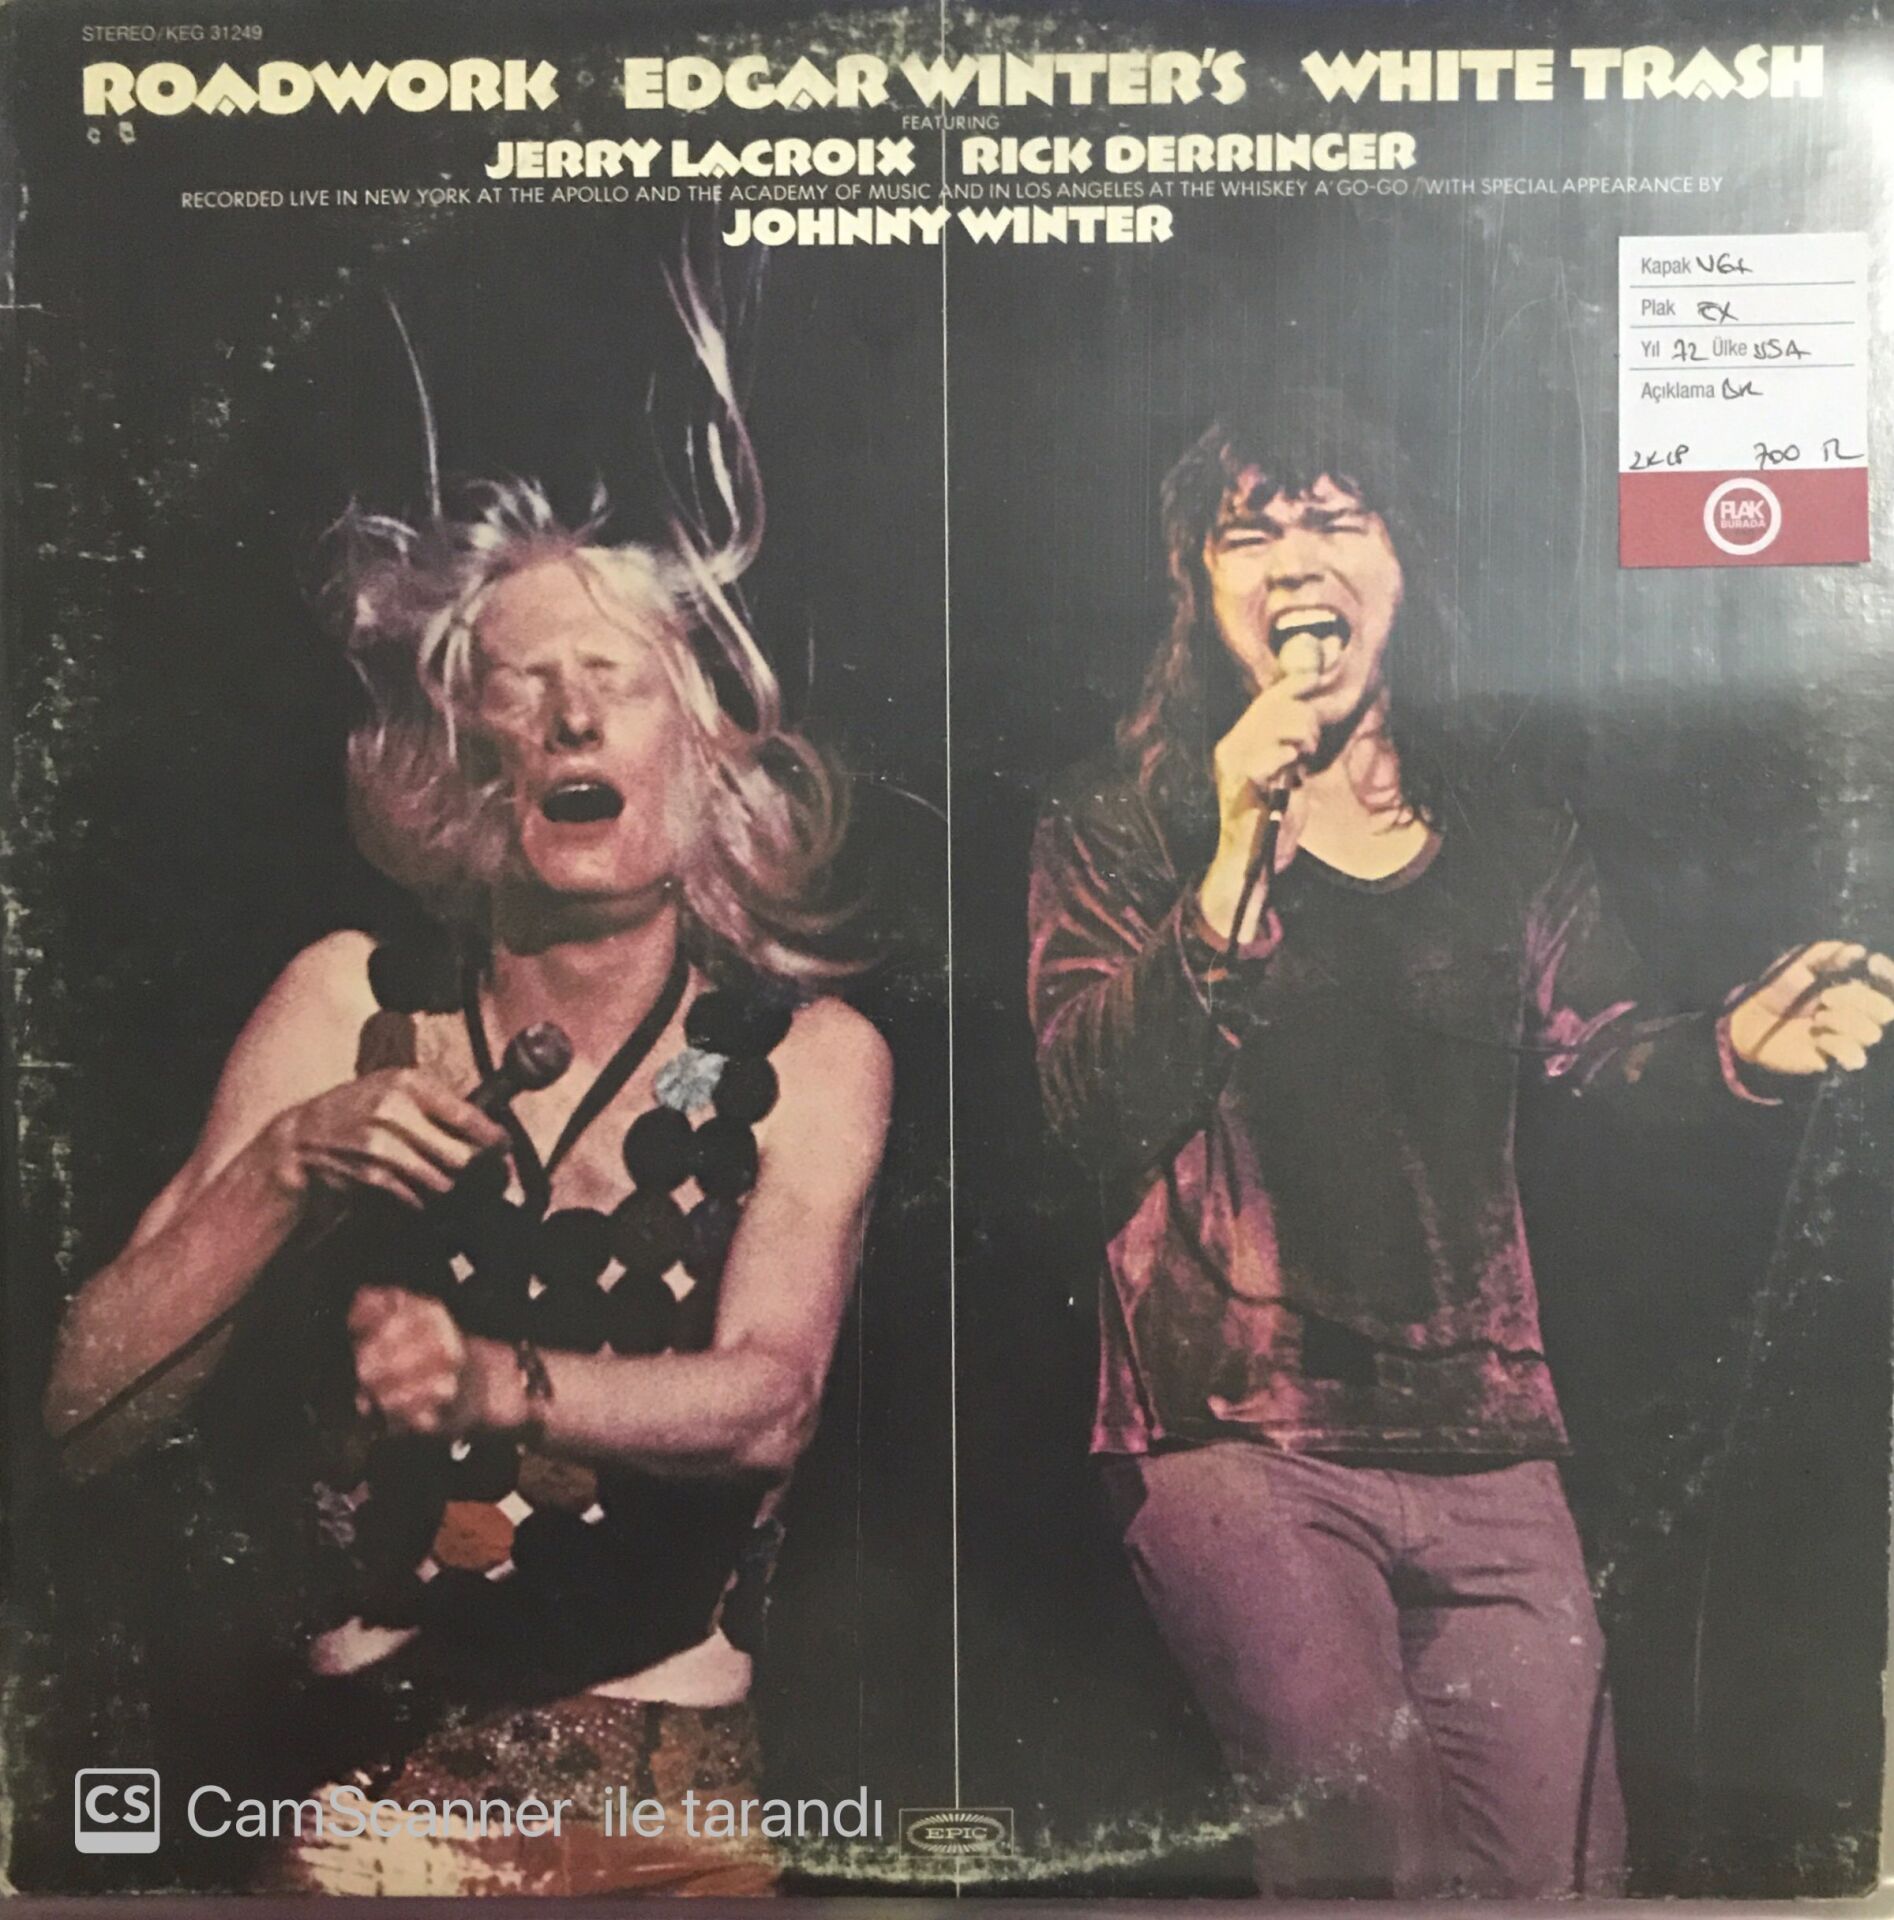 STEREO/KEG 31249
ROADWORK EDGAR WINTER'S WHITE TRASH
FEATURING
JERRY LACROIX RICK DERRINGER
RECORDED LIVE IN NEW YORK AT THE APOLLO AND THE ACADEMY OF MUSIC AND IN LOS ANGELES AT THE WHISKEY A' GO-GO / WITH SPECIAL APPEARANCE BY
JOHNNY WINTER
Kapak VG+
Plak EX
Yıl 72 Ülke USA
Açıklama
700 TL
PLAK
BURADA
CS CamScanner ile tarandı
EPIC